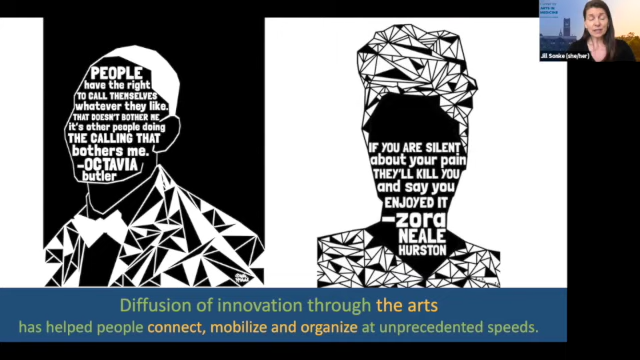 PEOPLE
have the right
TO CALL THEMSELVES
whatever they like.
THAT DOESN'T BOTHER ME
it's other people doing
THE CALLING THAT
bothers me.
-OCTAVIA
butler
IF YOU ARE SILENT
about your pain
THEY'LL KILL YOU
and say you
ENJOYED IT
-zora
NEALE
HURSTON
Diffusion of innovation through the arts
has helped people connect, mobilize and organize at unprecedented speeds.
ARTS IN
MEDICINE
Jill Sonke (she/her)